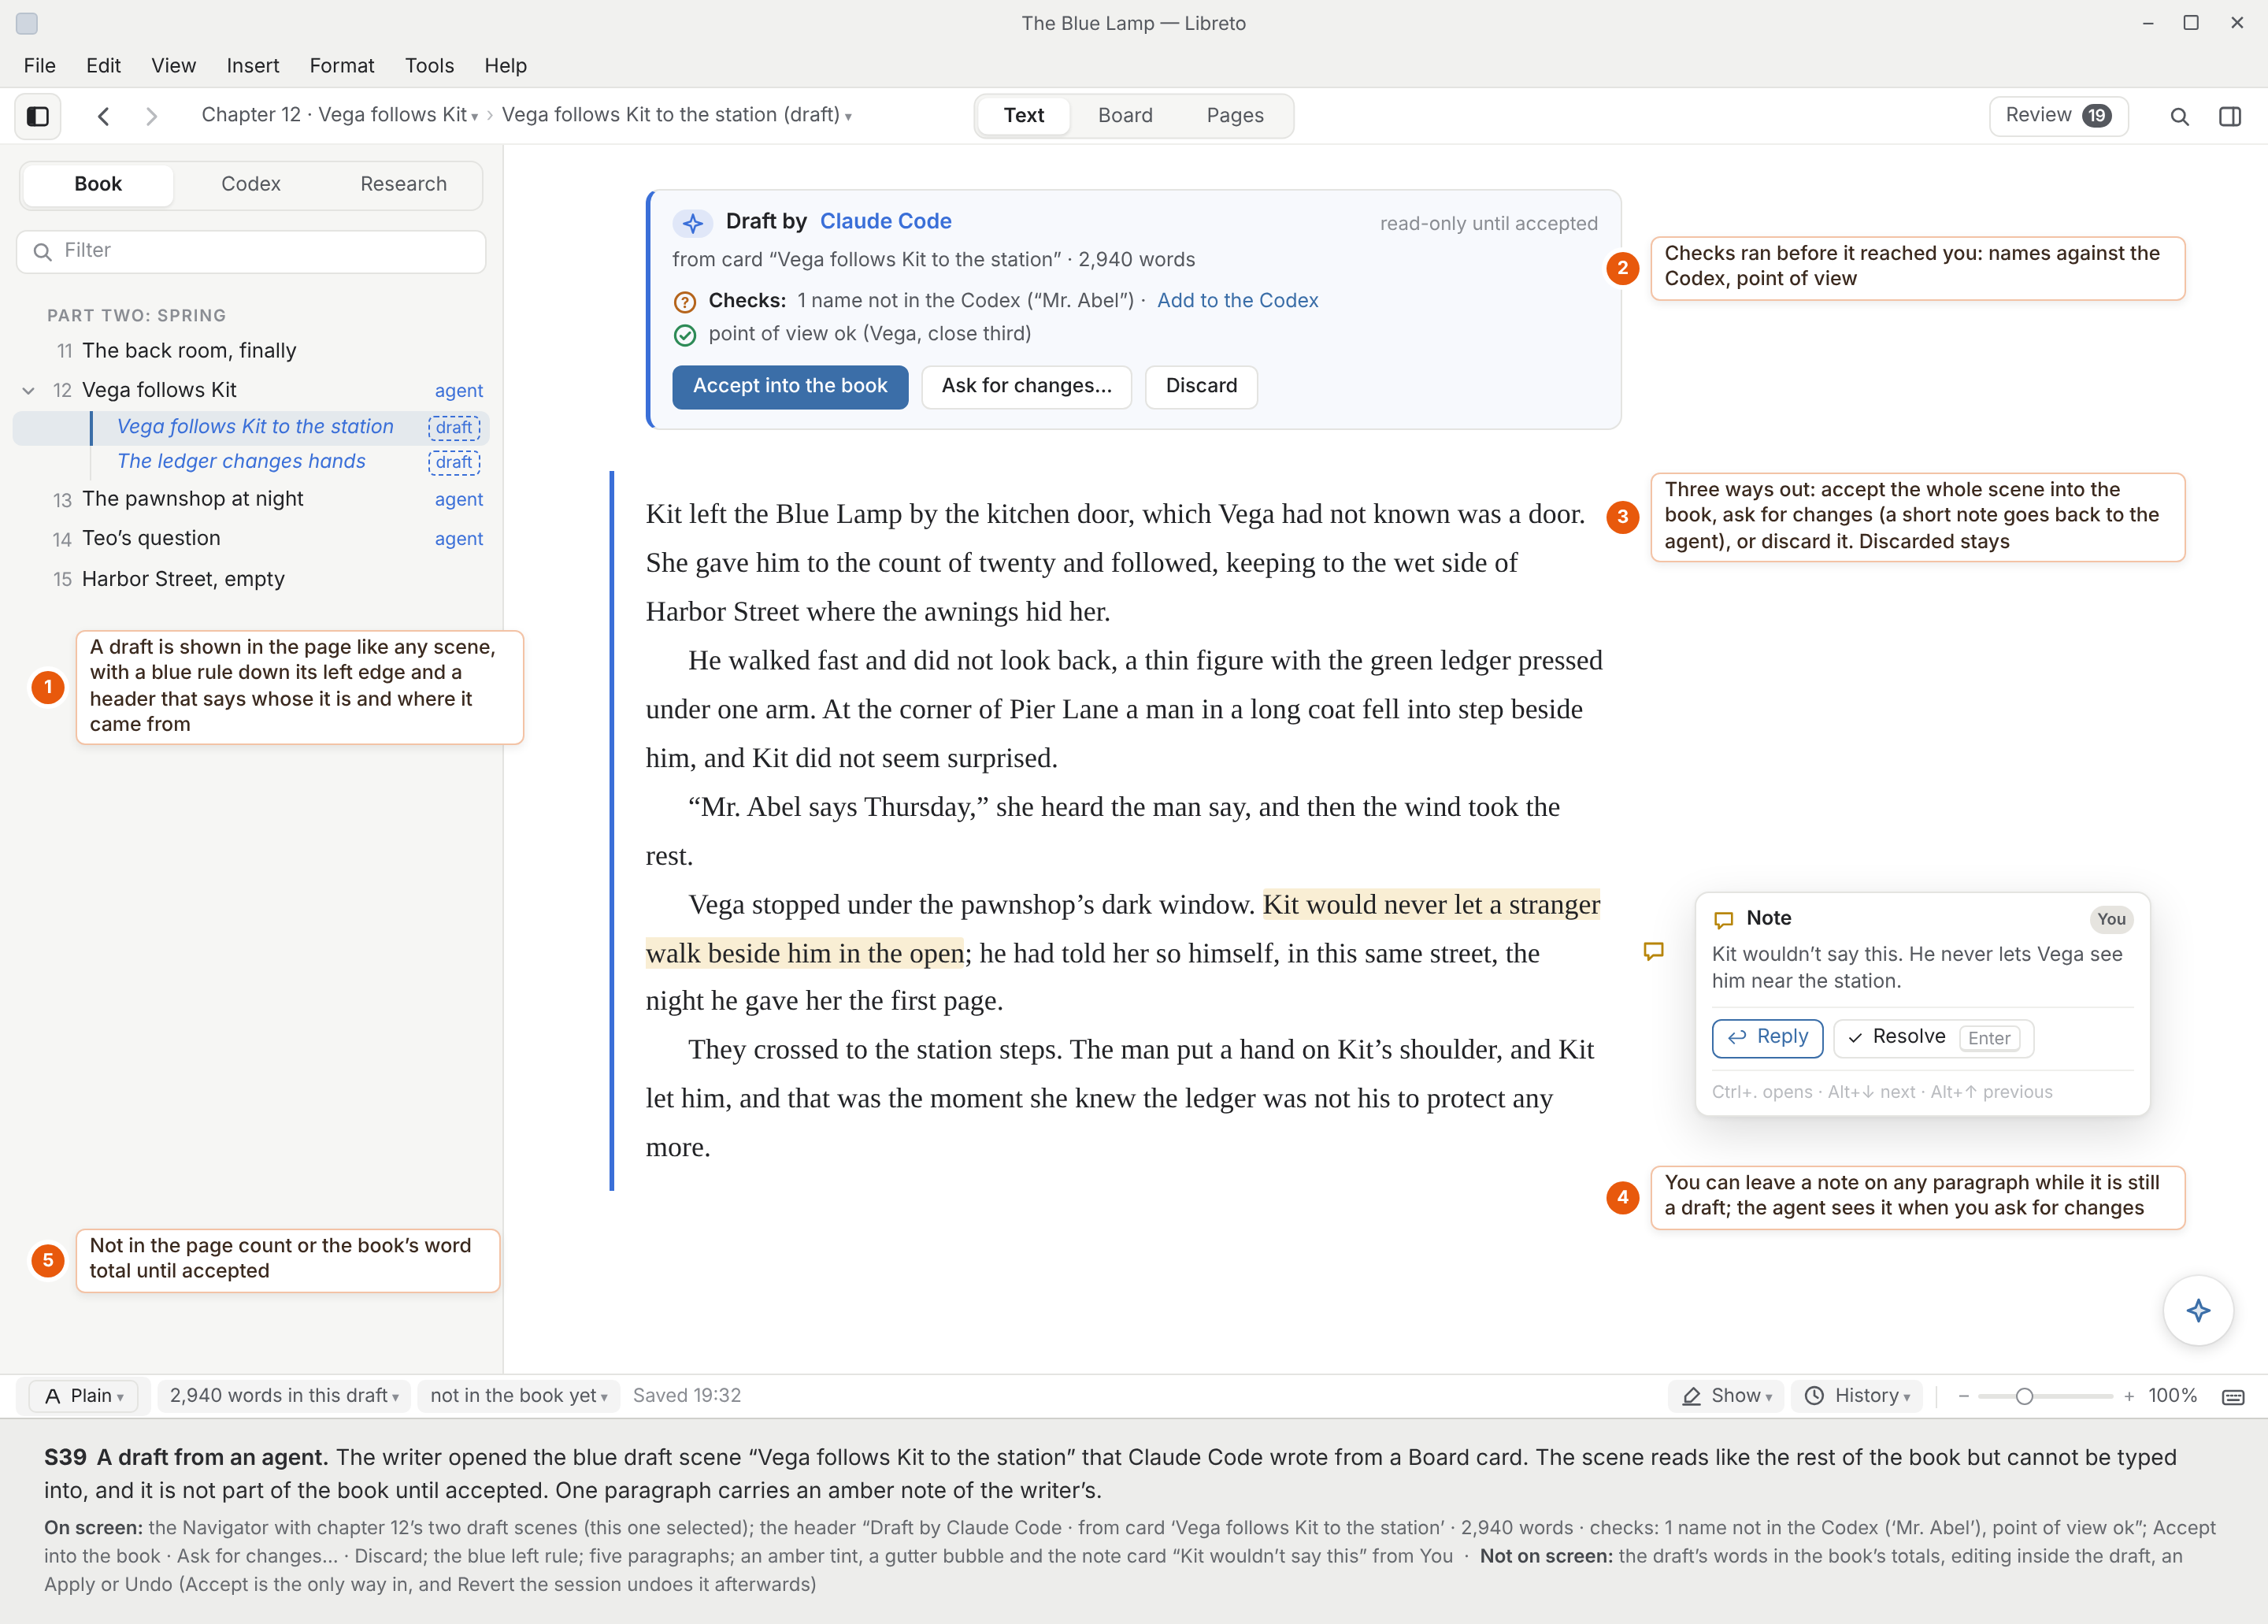 The Blue Lamp — Libreto
File Edit View Insert Format Tools Help
Chapter 12 · Vega follows Kit ▾ › Vega follows Kit to the station (draft) ▾
Text Board Pages
Review 19
Book Codex Research
Filter
PART TWO: SPRING
11 The back room, finally
12 Vega follows Kit agent
Vega follows Kit to the station draft
The ledger changes hands draft
13 The pawnshop at night agent
14 Teo’s question agent
15 Harbor Street, empty
1
A draft is shown in the page like any scene,
with a blue rule down its left edge and a
header that says whose it is and where it
came from
5
Not in the page count or the book’s word
total until accepted
Draft by Claude Code read-only until accepted
from card “Vega follows Kit to the station” · 2,940 words
Checks: 1 name not in the Codex (“Mr. Abel”) · Add to the Codex
point of view ok (Vega, close third)
Accept into the book Ask for changes… Discard
2
Checks ran before it reached you: names against the
Codex, point of view
3
Three ways out: accept the whole scene into the
book, ask for changes (a short note goes back to the
agent), or discard it. Discarded stays
Kit left the Blue Lamp by the kitchen door, which Vega had not known was a door.
She gave him to the count of twenty and followed, keeping to the wet side of
Harbor Street where the awnings hid her.
He walked fast and did not look back, a thin figure with the green ledger pressed
under one arm. At the corner of Pier Lane a man in a long coat fell into step beside
him, and Kit did not seem surprised.
“Mr. Abel says Thursday,” she heard the man say, and then the wind took the
rest.
Vega stopped under the pawnshop’s dark window. Kit would never let a stranger
walk beside him in the open; he had told her so himself, in this same street, the
night he gave her the first page.
They crossed to the station steps. The man put a hand on Kit’s shoulder, and Kit
let him, and that was the moment she knew the ledger was not his to protect any
more.
Note You
Kit wouldn’t say this. He never lets Vega see
him near the station.
Reply Resolve Enter
Ctrl+. opens · Alt+↓ next · Alt+↑ previous
4
You can leave a note on any paragraph while it is still
a draft; the agent sees it when you ask for changes
A Plain ▾ 2,940 words in this draft ▾ not in the book yet ▾ Saved 19:32
Show ▾ History ▾ − + 100%
S39 A draft from an agent. The writer opened the blue draft scene “Vega follows Kit to the station” that Claude Code wrote from a Board card. The scene reads like the rest of the book but cannot be typed
into, and it is not part of the book until accepted. One paragraph carries an amber note of the writer’s.
On screen: the Navigator with chapter 12’s two draft scenes (this one selected); the header “Draft by Claude Code · from card ‘Vega follows Kit to the station’ · 2,940 words · checks: 1 name not in the Codex (‘Mr. Abel’), point of view ok”; Accept
into the book · Ask for changes… · Discard; the blue left rule; five paragraphs; an amber tint, a gutter bubble and the note card “Kit wouldn’t say this” from You · Not on screen: the draft’s words in the book’s totals, editing inside the draft, an
Apply or Undo (Accept is the only way in, and Revert the session undoes it afterwards)